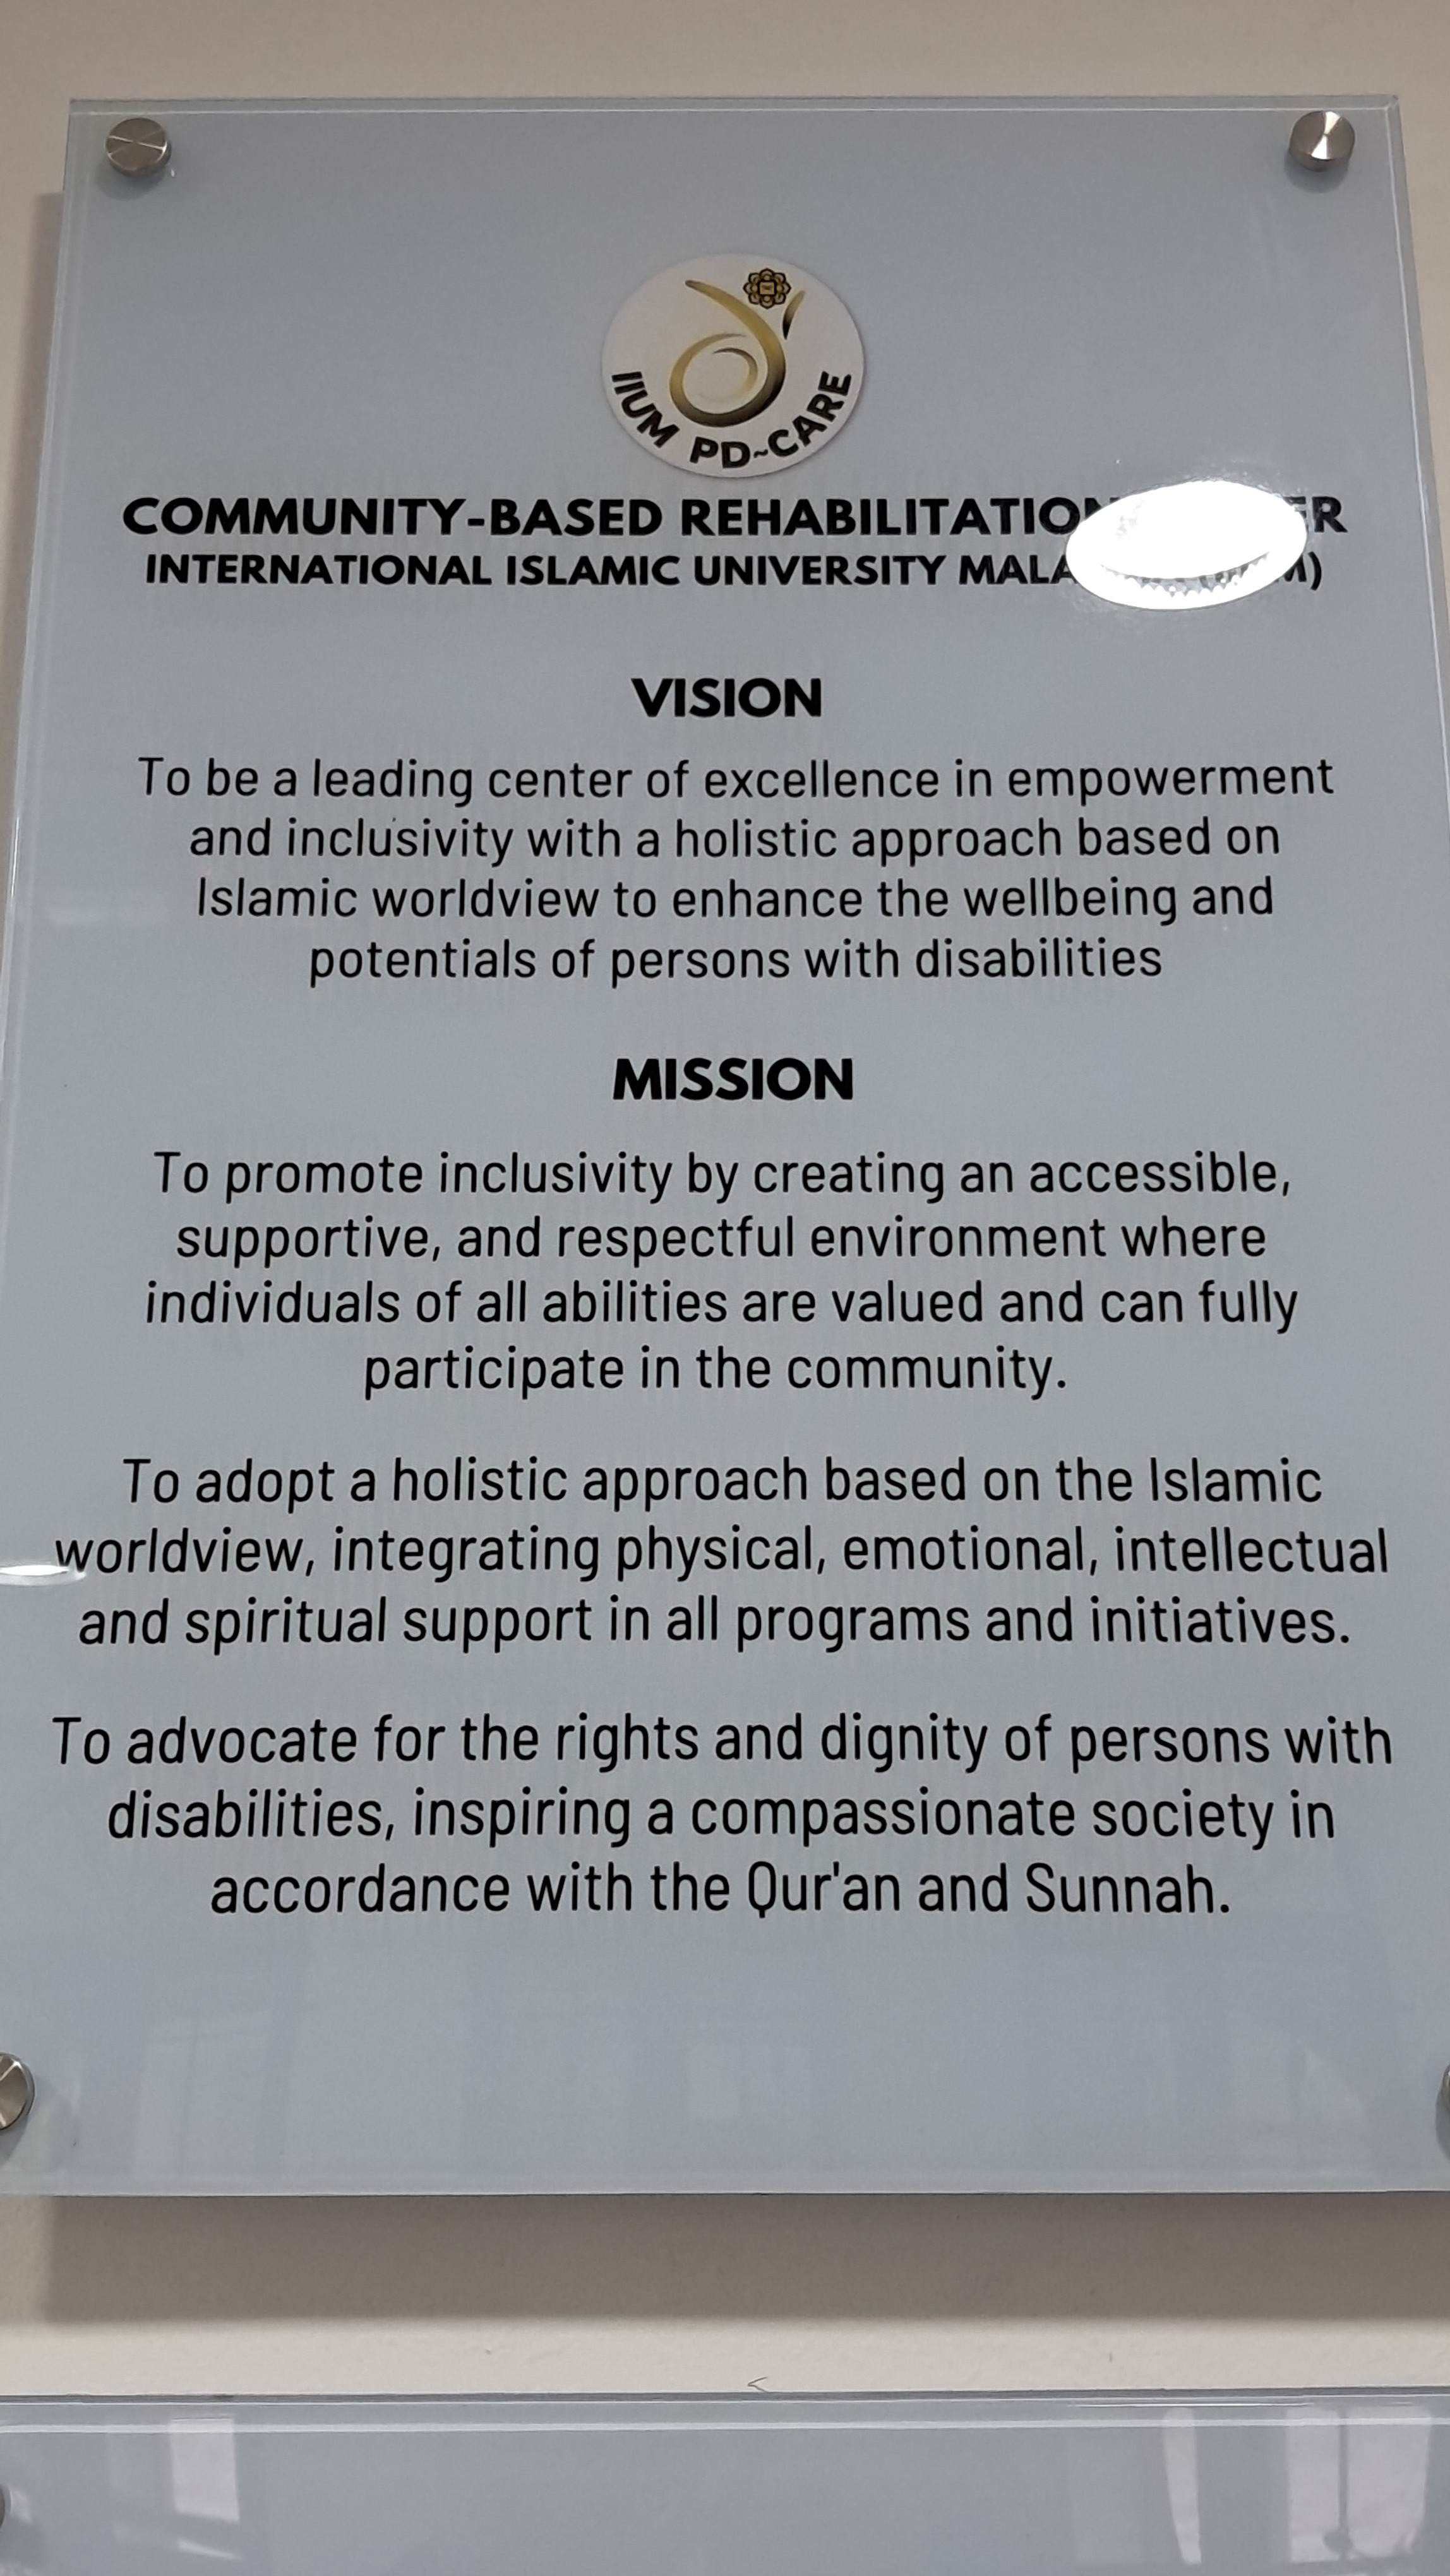 IIUM PD~CARE
COMMUNITY-BASED REHABILITATION
INTERNATIONAL ISLAMIC UNIVERSITY
VISION
To be a leading center of excellence in empowerment
and inclusivity with a holistic approach based on
Islamic worldview to enhance the wellbeing and
potentials of persons with disabilities
MISSION
To promote inclusivity by creating an accessible,
supportive, and respectful environment where
individuals of all abilities are valued and can fully
participate in the community.
To adopt a holistic approach based on the Islamic
worldview, integrating physical, emotional, intellectual
and spiritual support in all programs and initiatives.
To advocate for the rights and dignity of persons with
disabilities, inspiring a compassionate society in
accordance with the Qur'an and Sunnah.